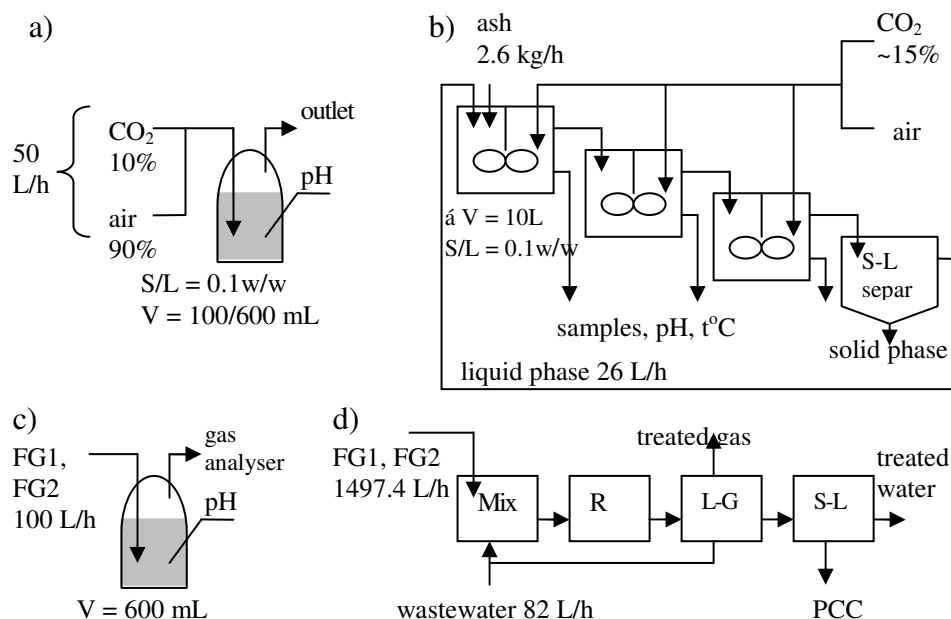 a)
50
L/h
CO₂
10%
air
90%
outlet
pH
S/L = 0.1w/w
V = 100/600 mL
b)
ash
2.6 kg/h
CO₂
~15%
air
á V = 10L
S/L = 0.1w/w
S-L
separ
samples, pH, t°C
solid phase
liquid phase 26 L/h
c)
FG1,
FG2
100 L/h
gas
analyser
pH
V = 600 mL
d)
FG1, FG2
1497.4 L/h
treated gas
treated
water
Mix
R
L-G
S-L
wastewater 82 L/h
PCC